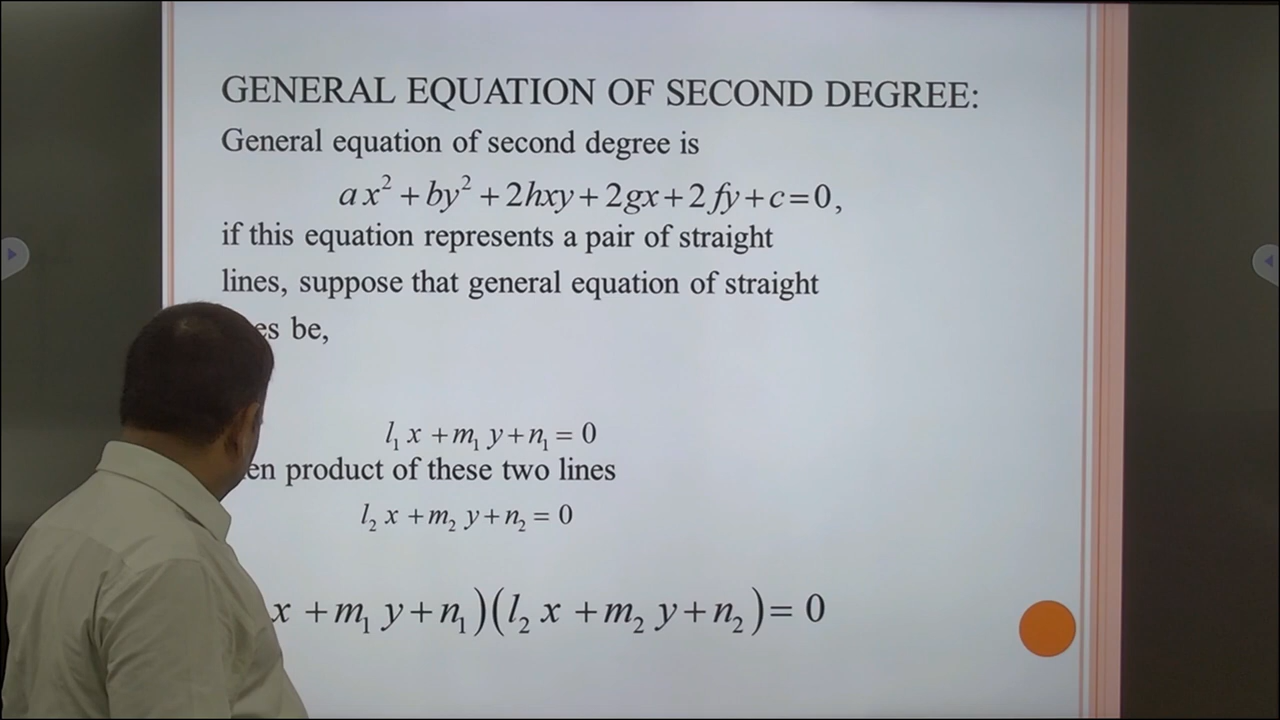 GENERAL EQUATION OF SECOND DEGREE:
General equation of second degree is
ax² + by² + 2hxy + 2gx + 2fy + c = 0,
if this equation represents a pair of straight
lines, suppose that general equation of straight
es be,
l₁ x + m₁ y + n₁ = 0
en product of these two lines
l₂ x + m₂ y + n₂ = 0
x + m₁ y + n₁)(l₂ x + m₂ y + n₂) = 0